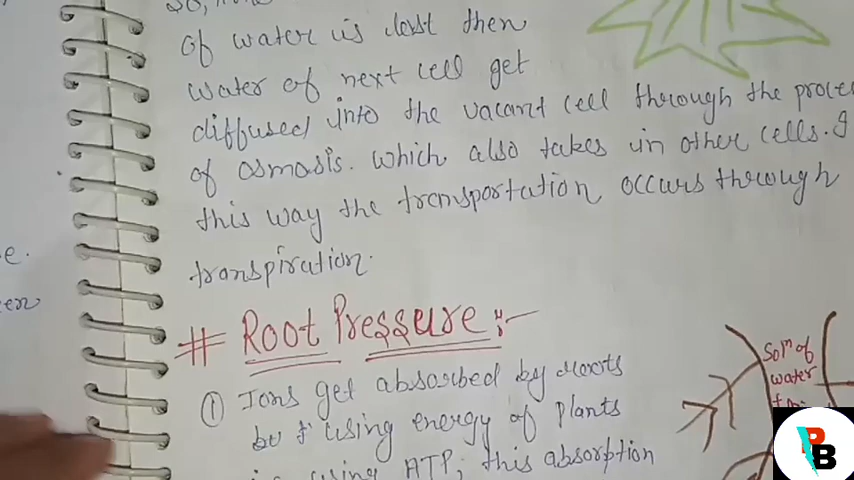 So,
of water is lost then
water of next cell get
diffused into the vacant cell through the proce
of osmosis. which also takes in other cells. I
this way the transportation occurs through
transpiration.
# Root Pressure :-
① Ions get absorbed by roots
using energy of plants
using ATP; this absorption
e.
Solⁿ of
water
PB